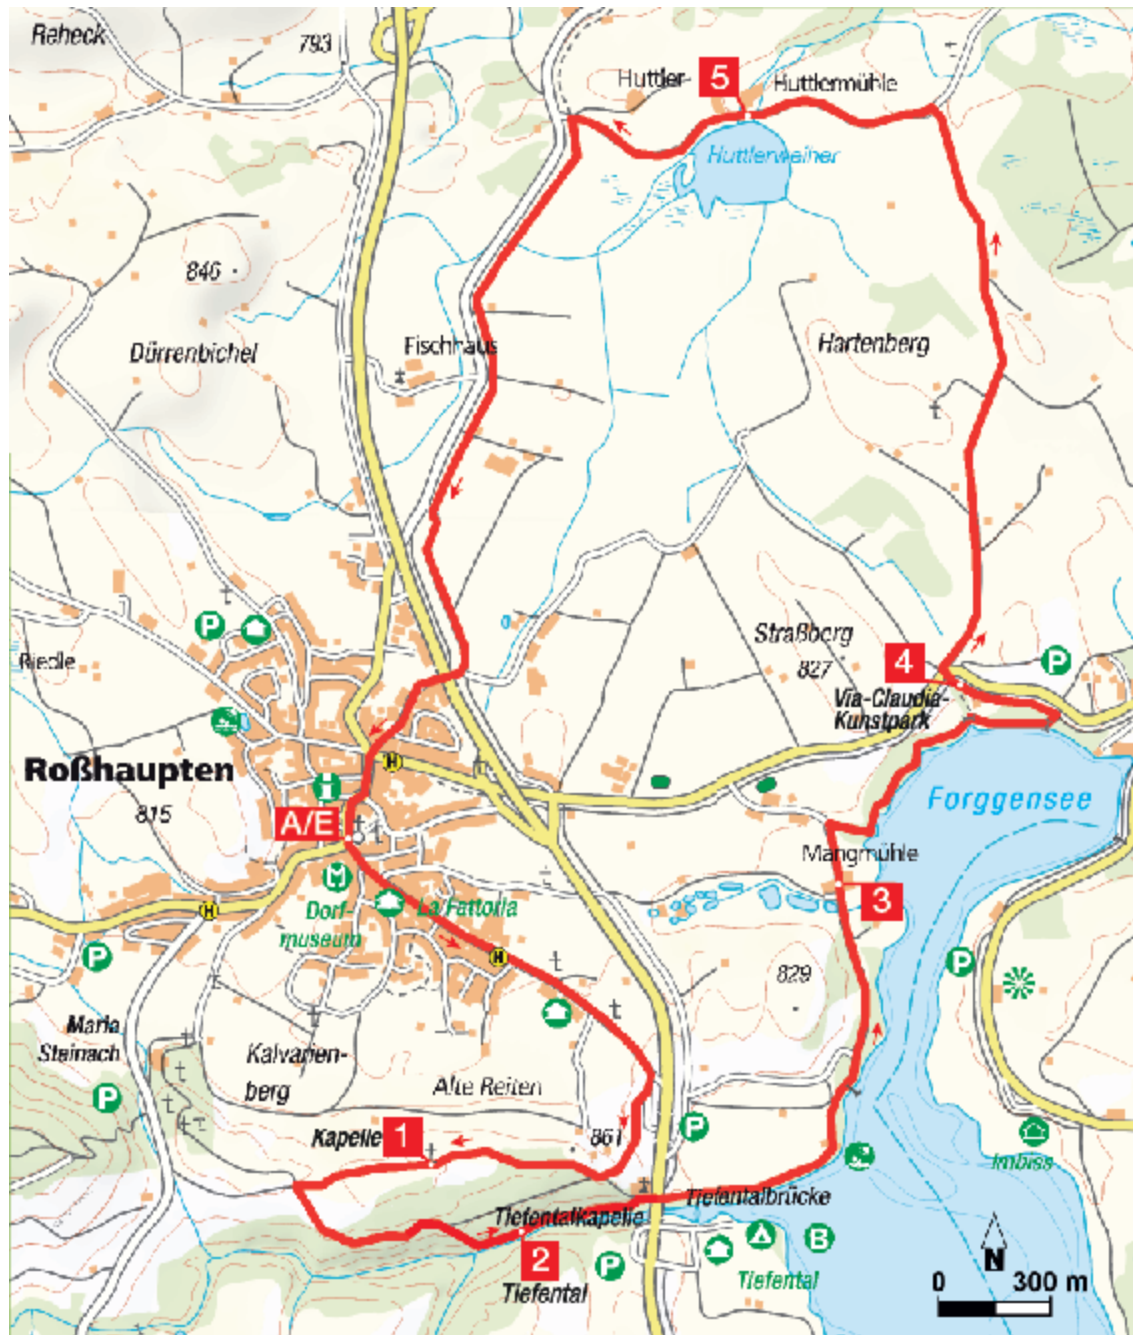 Reheck
793
Huttler
5
Huttlermühle
Huttlerweiher
846
Dürrenbichel
Fischhaus
Hartenberg
P
Straßberg
827
Riedle
4
P
Via-Claudia-
Kunstpark
Roßhaupten
H
815
A/E
Forggensee
Mangmühle
M
Dorf-
museum
La Fattoria
3
H
H
P
829
P
Maria
Steinach
Kalvarien-
berg
Alte Reiten
P
Kapelle
1
861
P
Imbiss
Tiefentalbrücke
Tiefentalkapelle
2
P
B
Tiefental
Tiefental
N
0
300 m